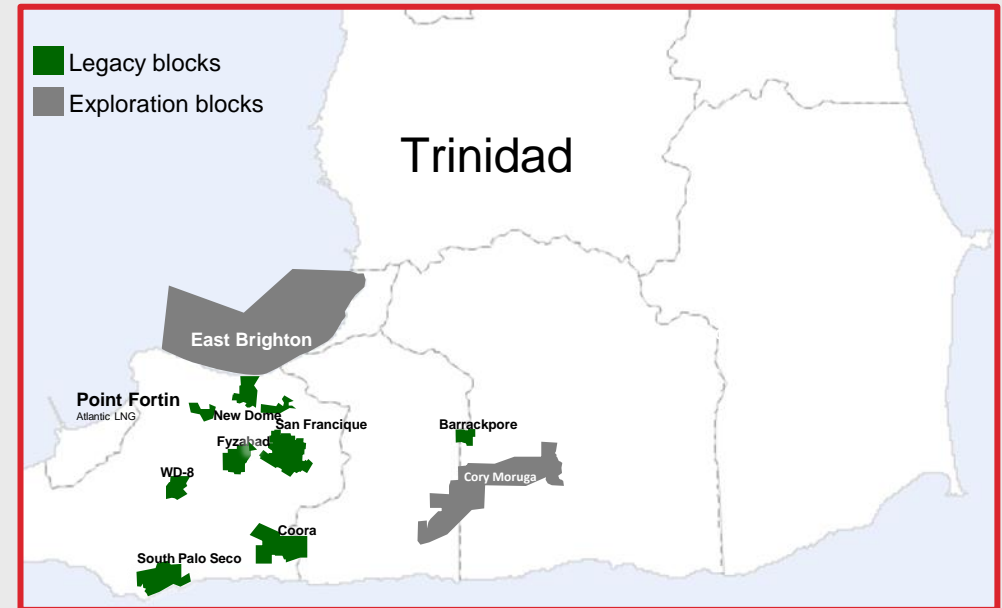 Legacy blocks
Exploration blocks
Trinidad
East Brighton
Point Fortin
Atlantic LNG
New Dome
San Francique
Barrackpore
Fyzabad
WD-8
Cory Moruga
Coora
South Palo Seco